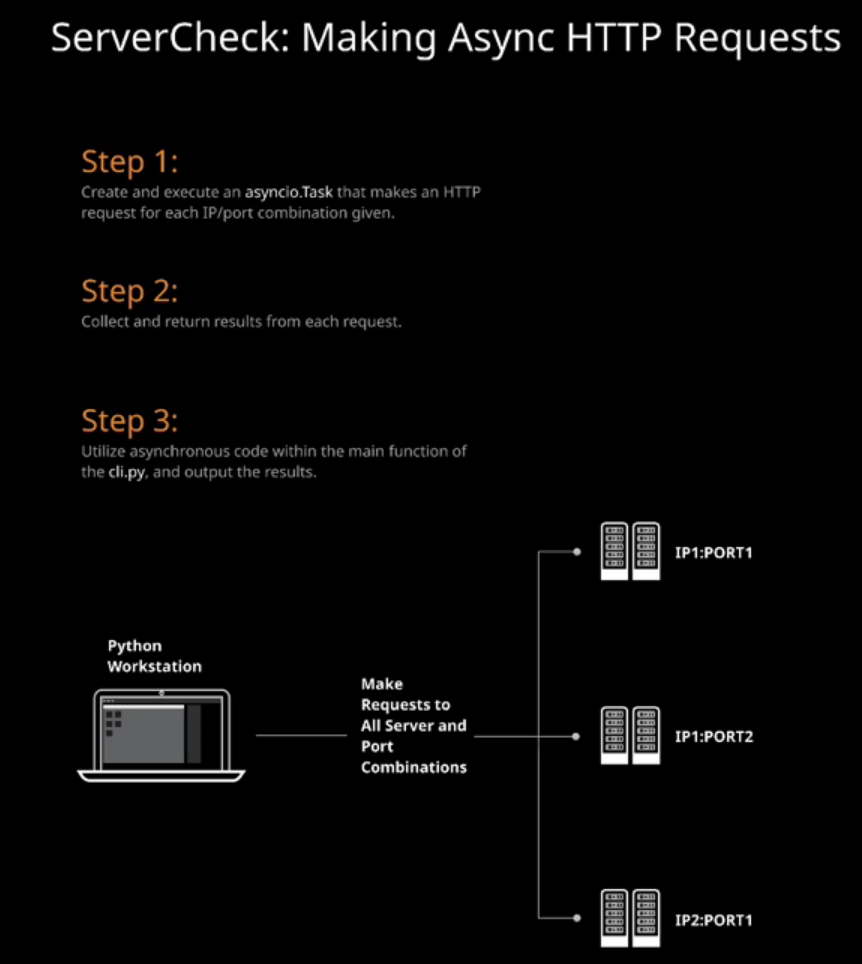 ServerCheck: Making Async HTTP Requests
Step 1:
Create and execute an asyncio.Task that makes an HTTP
request for each IP/port combination given.
Step 2:
Collect and return results from each request.
Step 3:
Utilize asynchronous code within the main function of
the cli.py, and output the results.
Python
Workstation
Make
Requests to
All Server and
Port
Combinations
IP1:PORT1
IP1:PORT2
IP2:PORT1